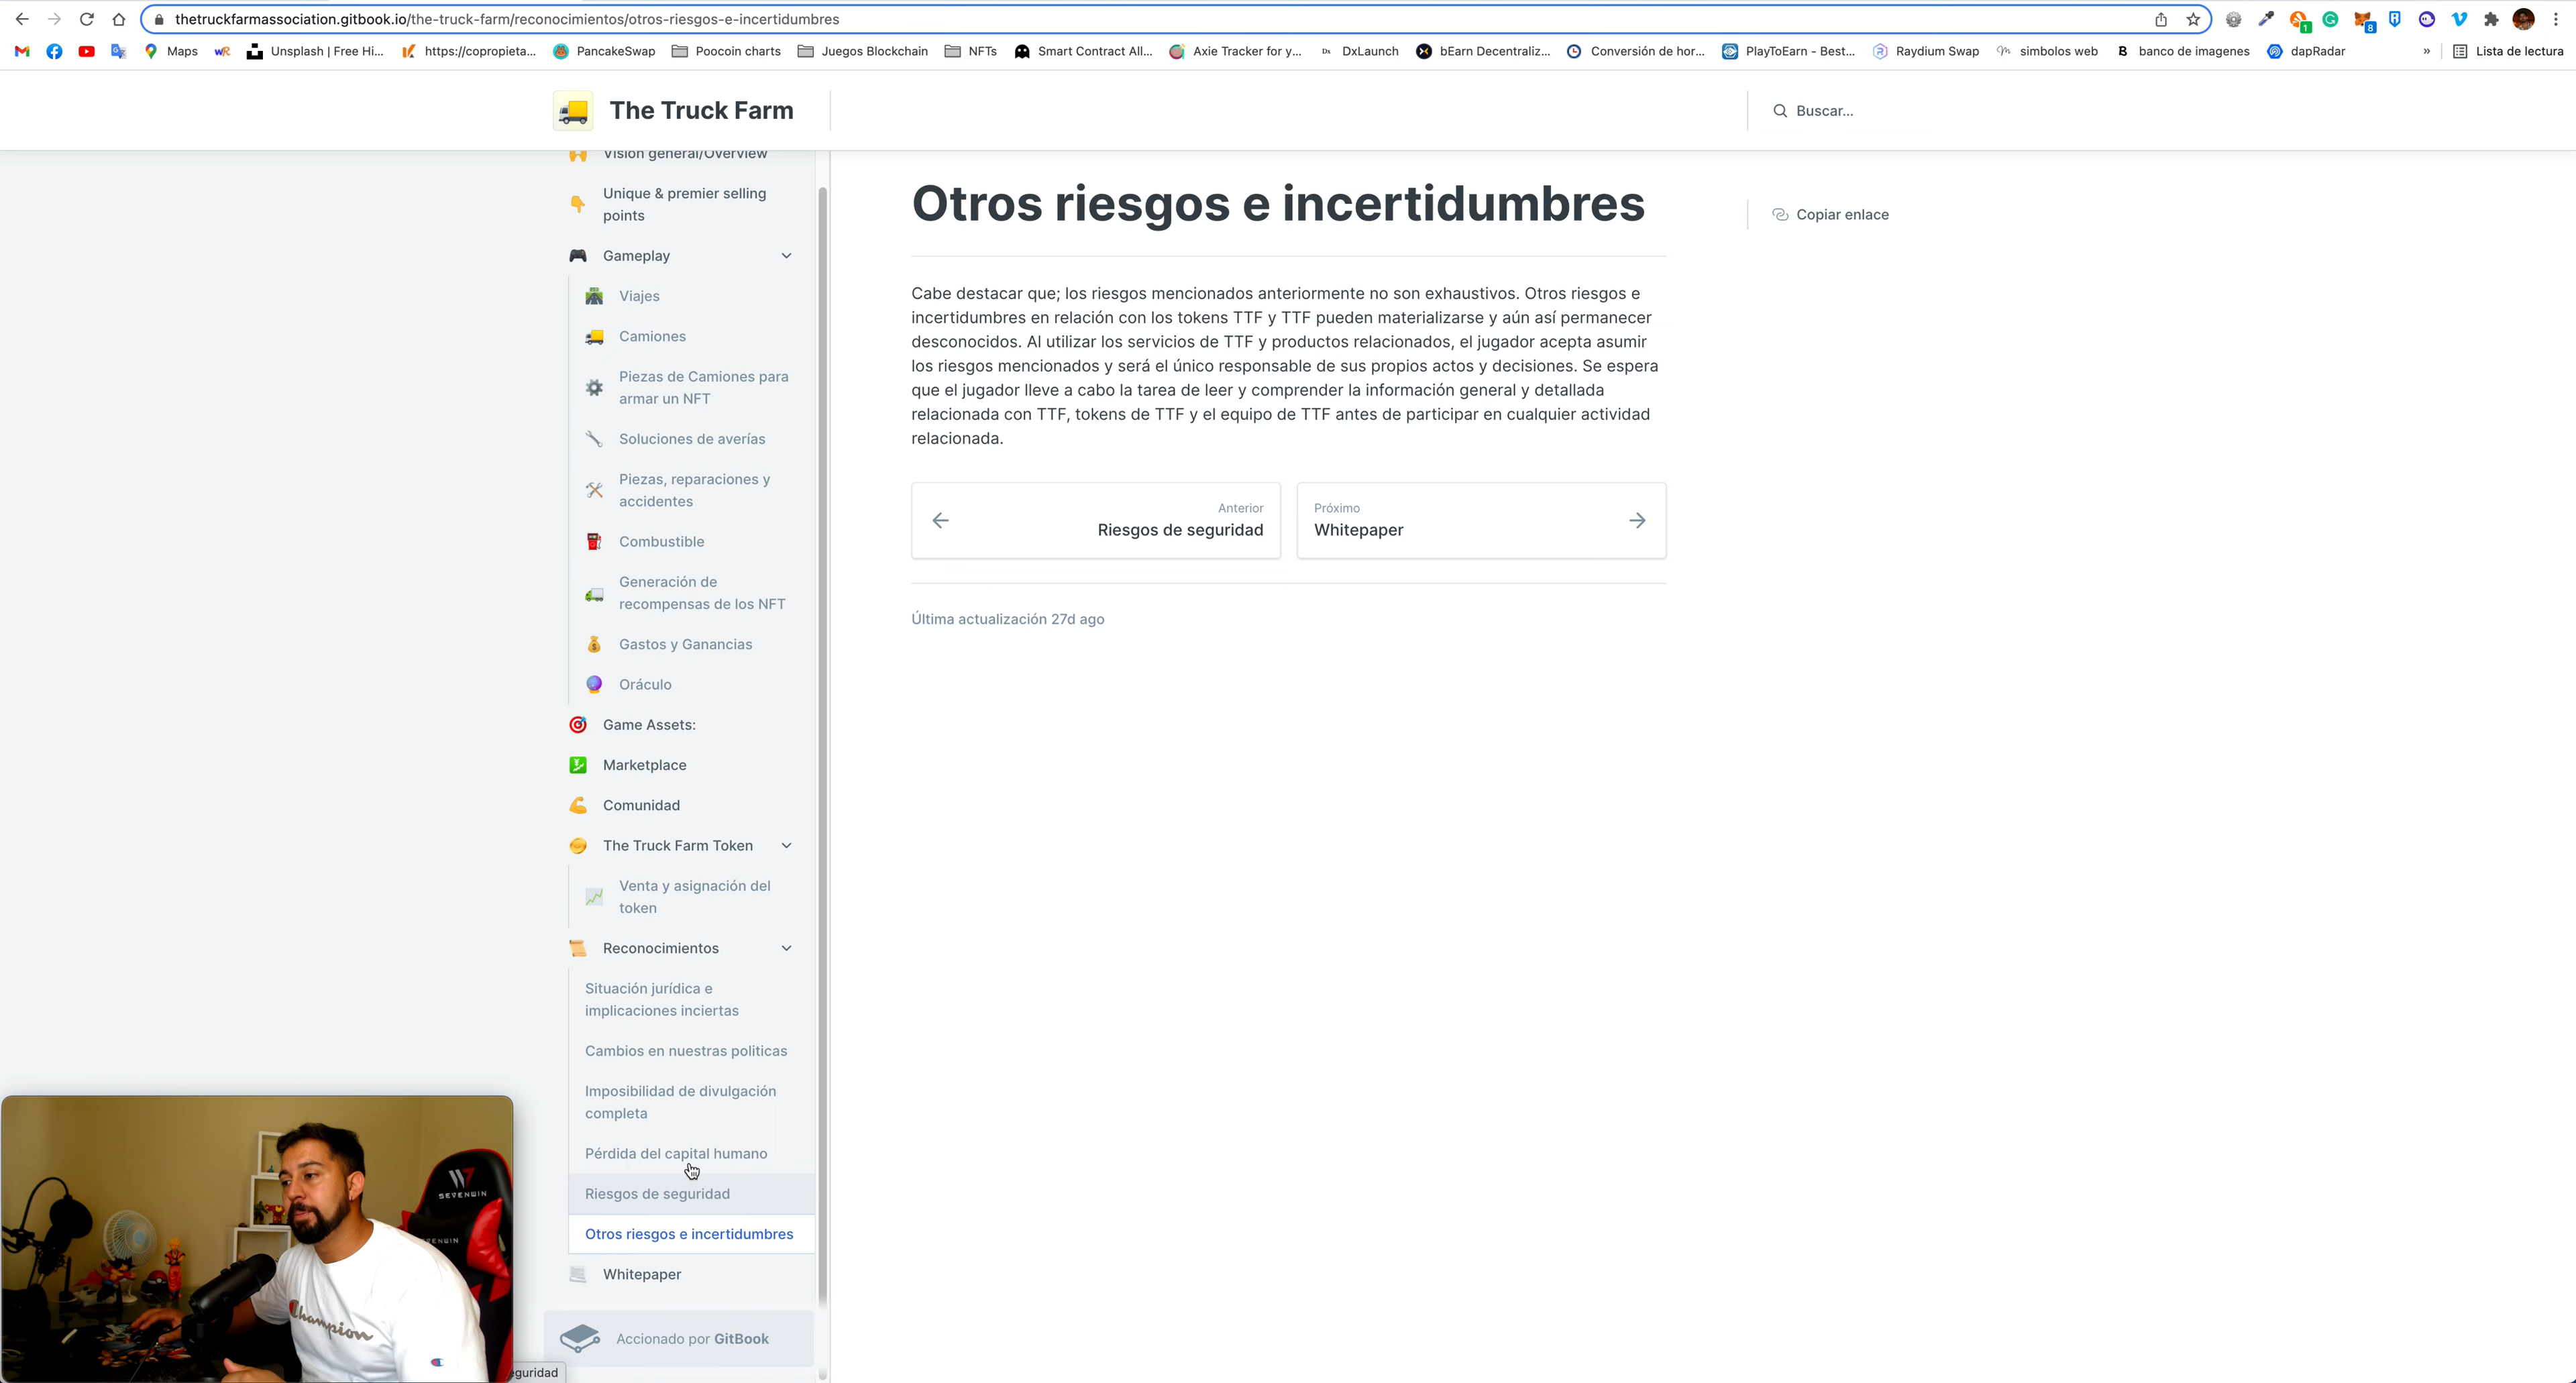 thetruckfarmassociation.gitbook.io/the-truck-farm/reconocimientos/otros-riesgos-e-incertidumbres
1
8
Maps
Unsplash | Free Hi...
https://copropieta...
PancakeSwap
Poocoin charts
Juegos Blockchain
NFTs
Smart Contract All...
Axie Tracker for y...
DxLaunch
bEarn Decentraliz...
Conversión de hor...
PlayToEarn - Best...
Raydium Swap
simbolos web
banco de imagenes
dapRadar
»
Lista de lectura
The Truck Farm
Buscar...
Visión general/Overview
Unique & premier selling
points
Gameplay
Viajes
Camiones
Piezas de Camiones para
armar un NFT
Soluciones de averías
Piezas, reparaciones y
accidentes
Combustible
Generación de
recompensas de los NFT
Gastos y Ganancias
Oráculo
Game Assets:
Marketplace
Comunidad
The Truck Farm Token
Venta y asignación del
token
Reconocimientos
Situación jurídica e
implicaciones inciertas
Cambios en nuestras politicas
Imposibilidad de divulgación
completa
Pérdida del capital humano
Riesgos de seguridad
Otros riesgos e incertidumbres
Whitepaper
Accionado por GitBook
Otros riesgos e incertidumbres
Copiar enlace
Cabe destacar que; los riesgos mencionados anteriormente no son exhaustivos. Otros riesgos e
incertidumbres en relación con los tokens TTF y TTF pueden materializarse y aún así permanecer
desconocidos. Al utilizar los servicios de TTF y productos relacionados, el jugador acepta asumir
los riesgos mencionados y será el único responsable de sus propios actos y decisiones. Se espera
que el jugador lleve a cabo la tarea de leer y comprender la información general y detallada
relacionada con TTF, tokens de TTF y el equipo de TTF antes de participar en cualquier actividad
relacionada.
Anterior
Riesgos de seguridad
Próximo
Whitepaper
Última actualización 27d ago
SEVENWIN
ENWIN
Champion
eguridad